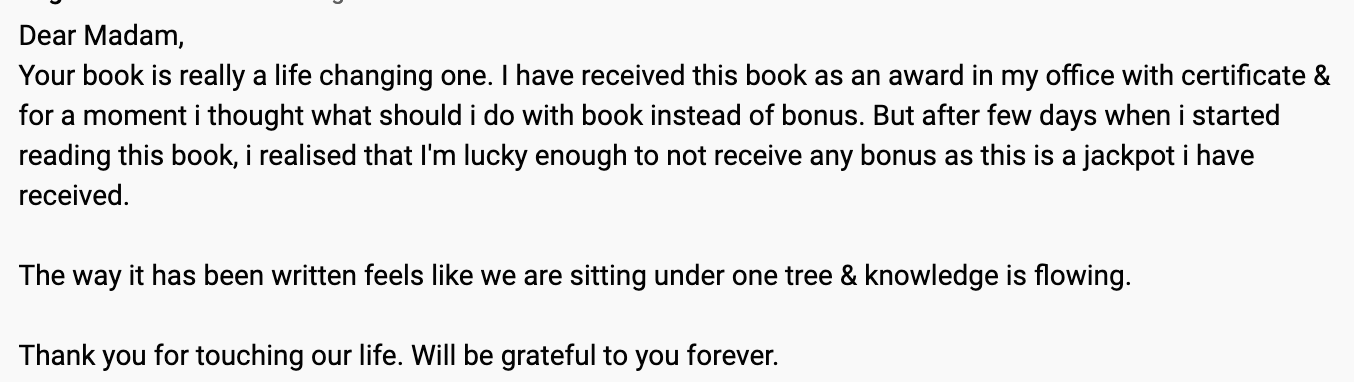 Dear Madam,
Your book is really a life changing one. I have received this book as an award in my office with certificate &
for a moment i thought what should i do with book instead of bonus. But after few days when i started
reading this book, i realised that I'm lucky enough to not receive any bonus as this is a jackpot i have
received.
The way it has been written feels like we are sitting under one tree & knowledge is flowing.
Thank you for touching our life. Will be grateful to you forever.